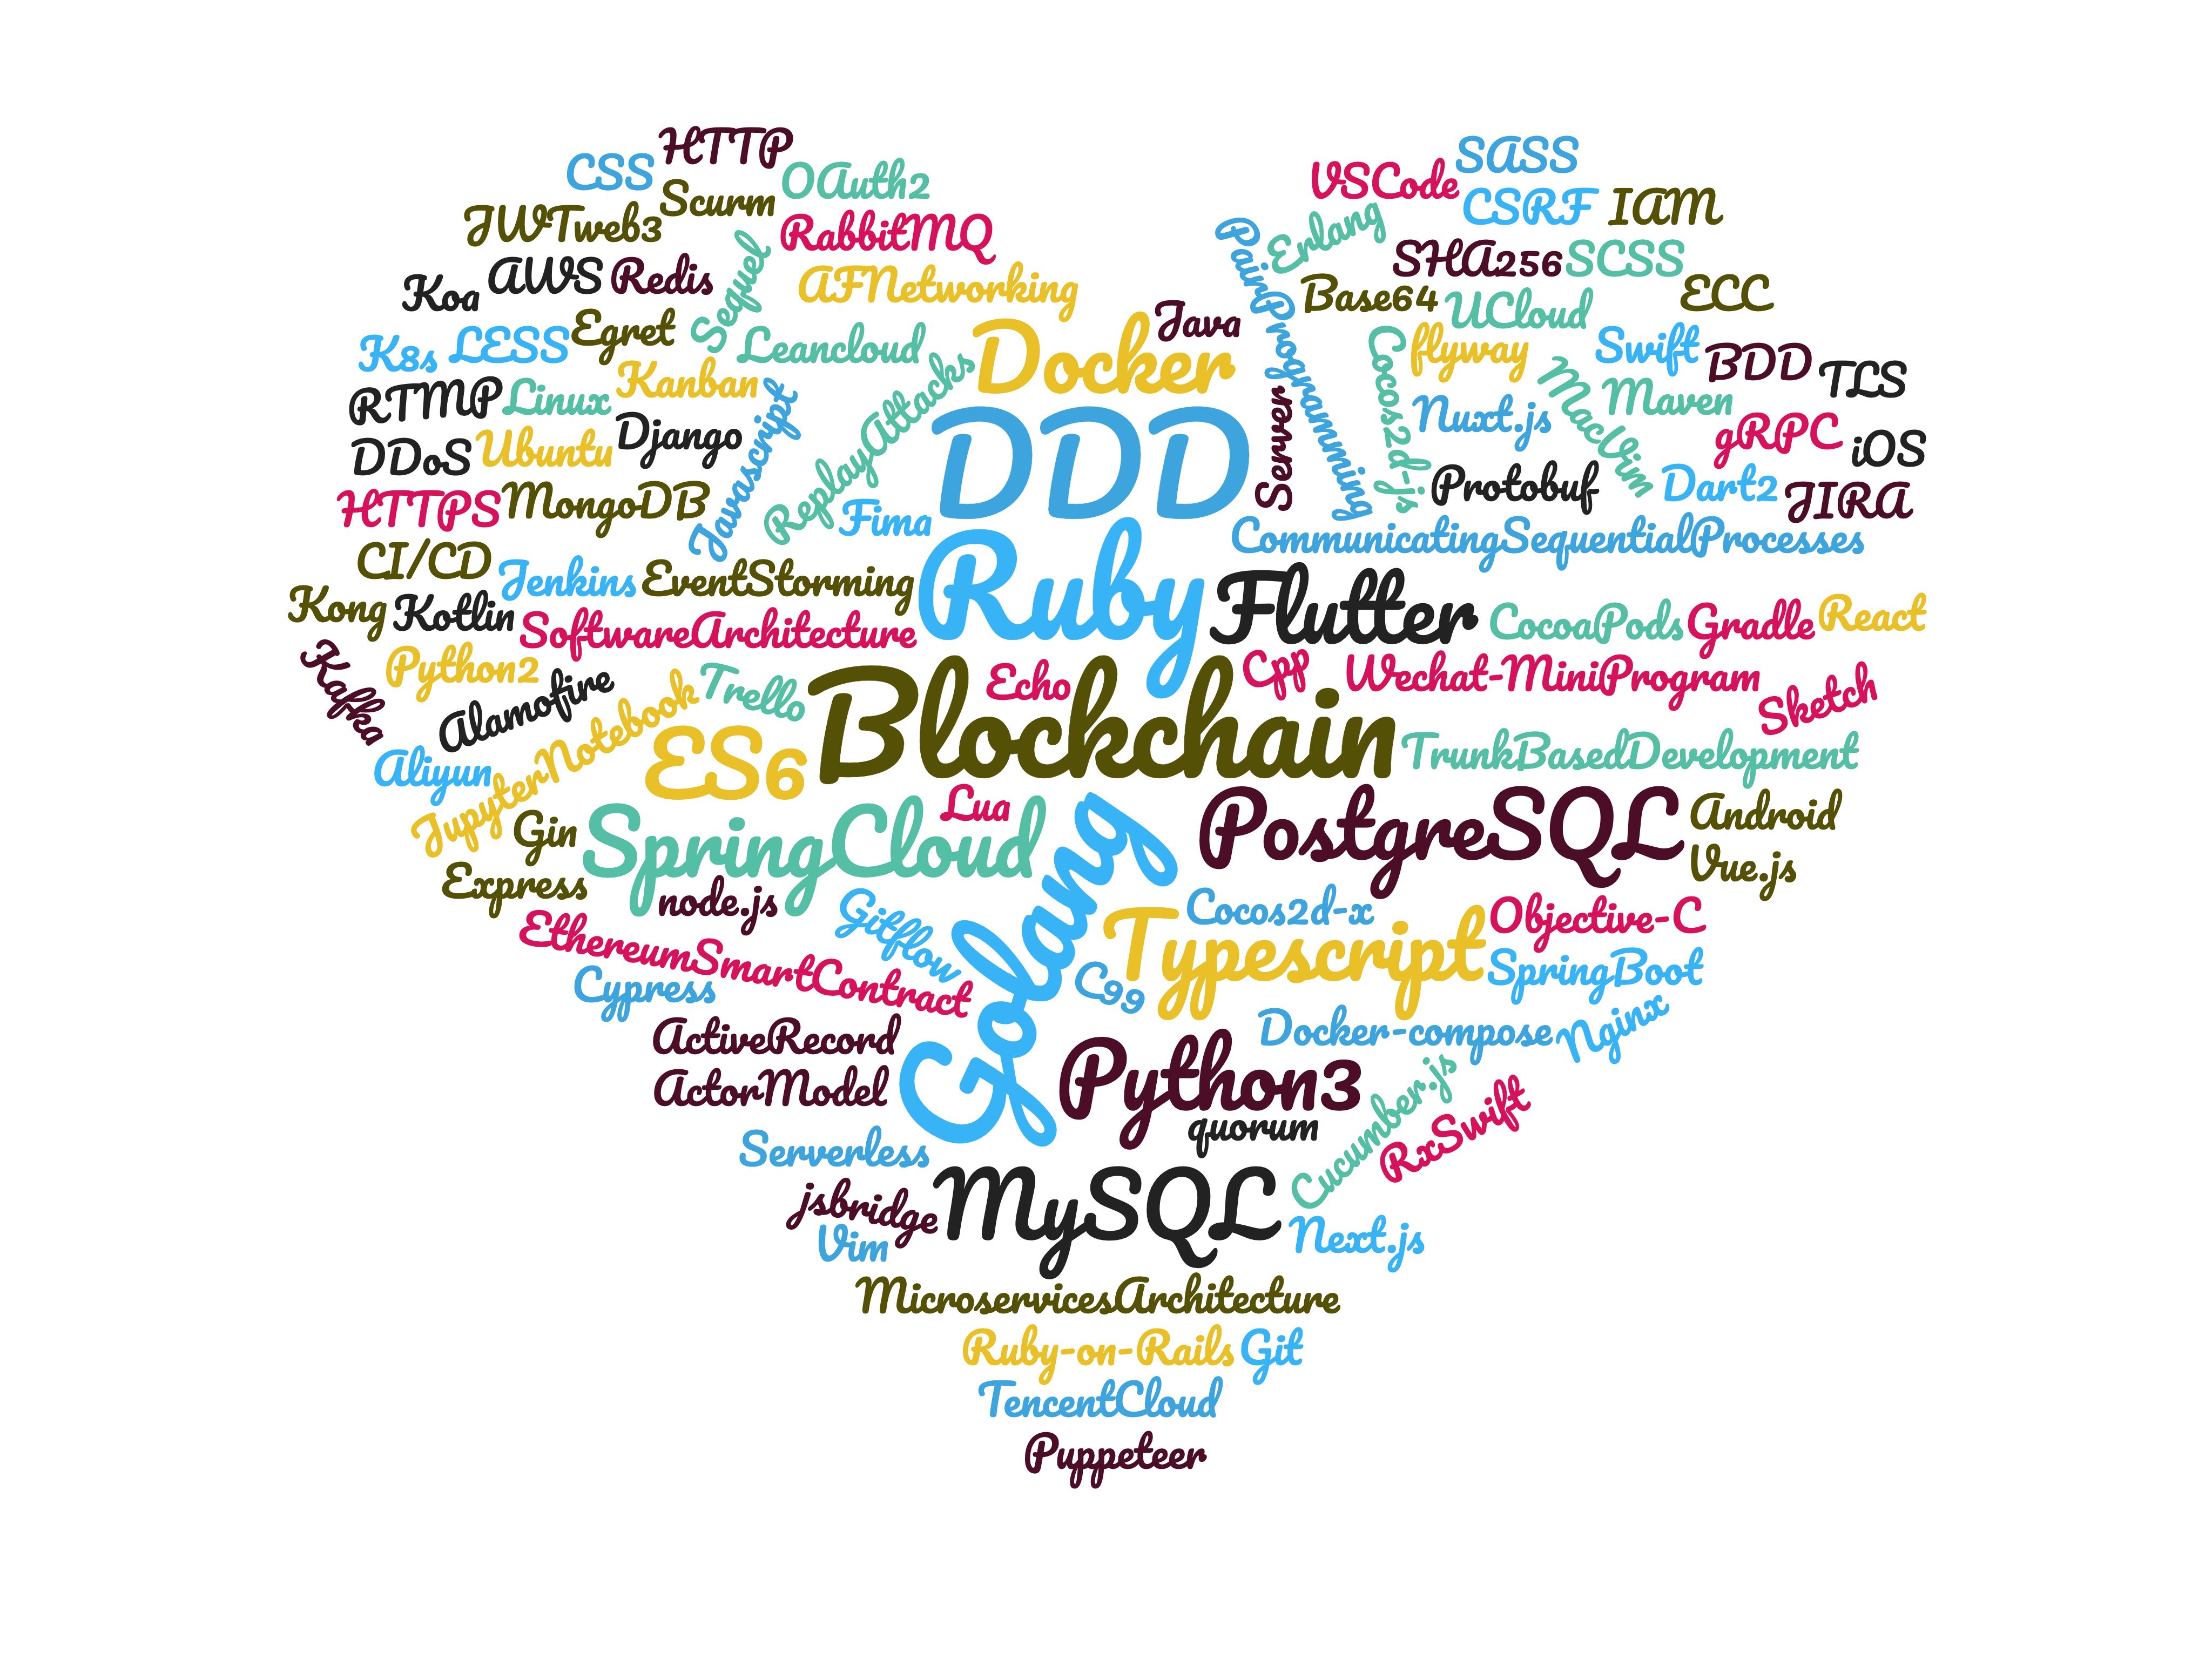 HTTP
CSS
Scurm
OAuth2
JWTweb3
RabbitMQ
Koa
AWS
Redis
Sequel
AFNetworking
K8s
LESS
Egret
Leancloud
RTMP
Linux
Kanban
DDoS
Ubuntu
Django
Javascript
ReplayAttacks
HTTPS
MongoDB
Fima
CI/CD
Jenkins
EventStorming
Kong
Kotlin
SoftwareArchitecture
VSCode
SASS
CSRF
IAM
PairProgramming
Erlang
SHA256
SCSS
Base64
UCloud
ECC
Java
Docker
Cocos2d-js
flyway
Swift
BDD
TLS
MacVim
Maven
Nuxt.js
gRPC
iOS
DDD
Server
Protobuf
Dart2
JIRA
CommunicatingSequentialProcesses
Ruby
Flutter
CocoaPods
Gradle
React
Kafka
Python2
Alamofire
JupyterNotebook
Trello
Echo
Cpp
Wechat-MiniProgram
Sketch
Aliyun
ES6
Blockchain
TrunkBasedDevelopment
Gin
SpringCloud
Lua
Golang
PostgreSQL
Android
Vue.js
Express
node.js
Gitflow
Cocos2d-x
Objective-C
EthereumSmartContract
Cypress
C99
Typescript
SpringBoot
ActiveRecord
Docker-compose
Nginx
ActorModel
Python3
quorum
Cucumber.js
RxSwift
Serverless
jsbridge
MySQL
Next.js
Vim
MicroservicesArchitecture
Ruby-on-Rails
Git
TencentCloud
Puppeteer